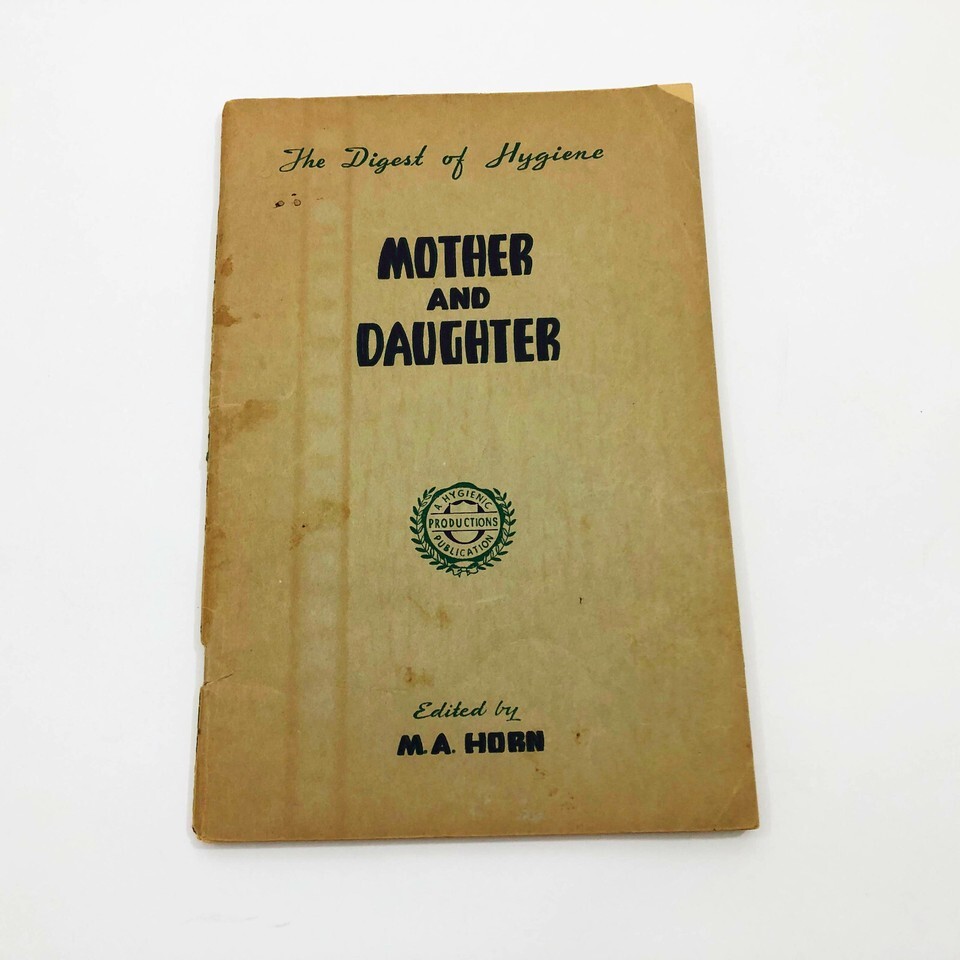 The Digest of Hygiene
MOTHER
AND
DAUGHTER
A HYGIENIC
PRODUCTIONS
PUBLICATION
Edited by
M.A. HORN